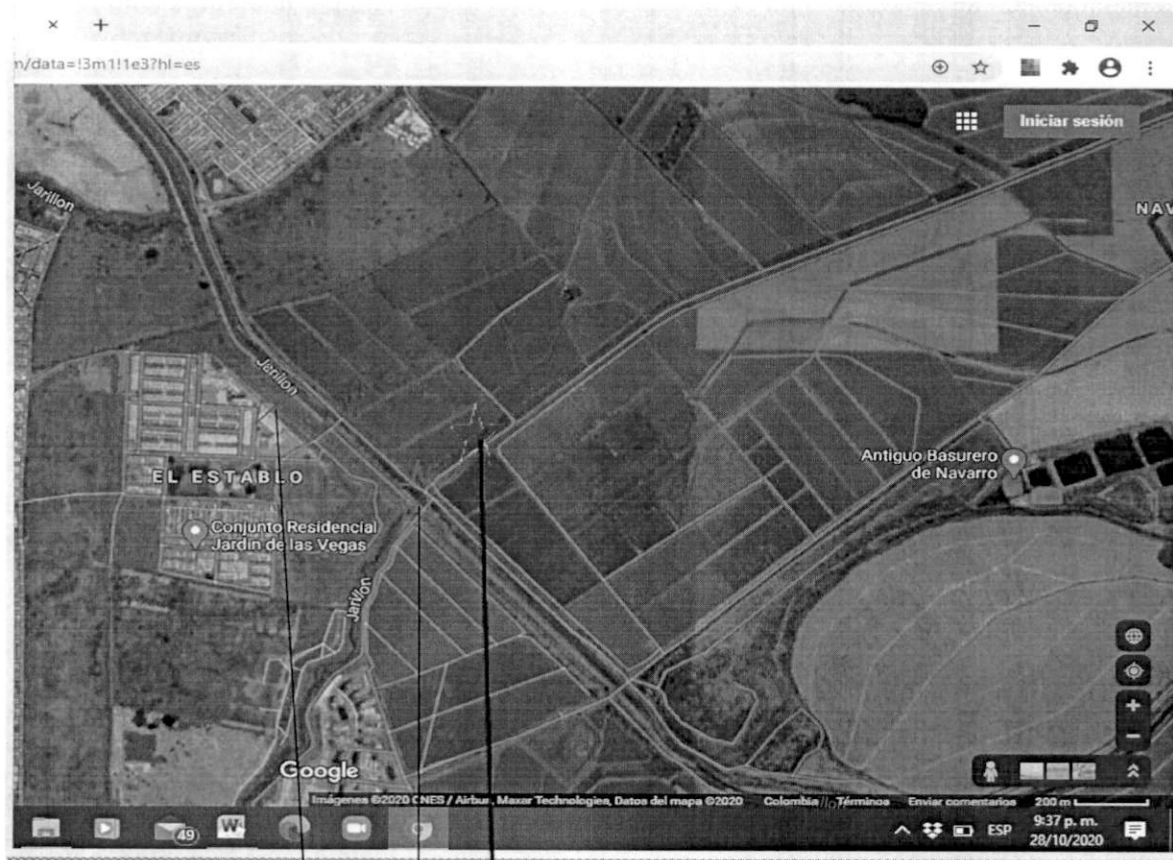 m/data=!3m1!1e3?hl=es
Iniciar sesión
Jarillon
NAV
Jerillon
EL ESTABLO
Conjunto Residencial
Jardin de las Vegas
Antiguo Basurero
de Navarro
Jarillon
Google
Imágenes ©2020 CNES / Airbus, Maxar Technologies, Datos del mapa ©2020 Colombia Términos Enviar comentarios 200 m
49
W
ESP
9:37 p. m.
28/10/2020